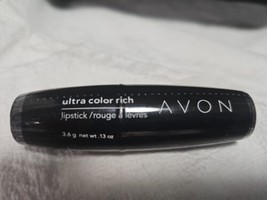 ultra color rich
AVON
lipstick / rouge à lèvres
3.6 g net wt .13 oz